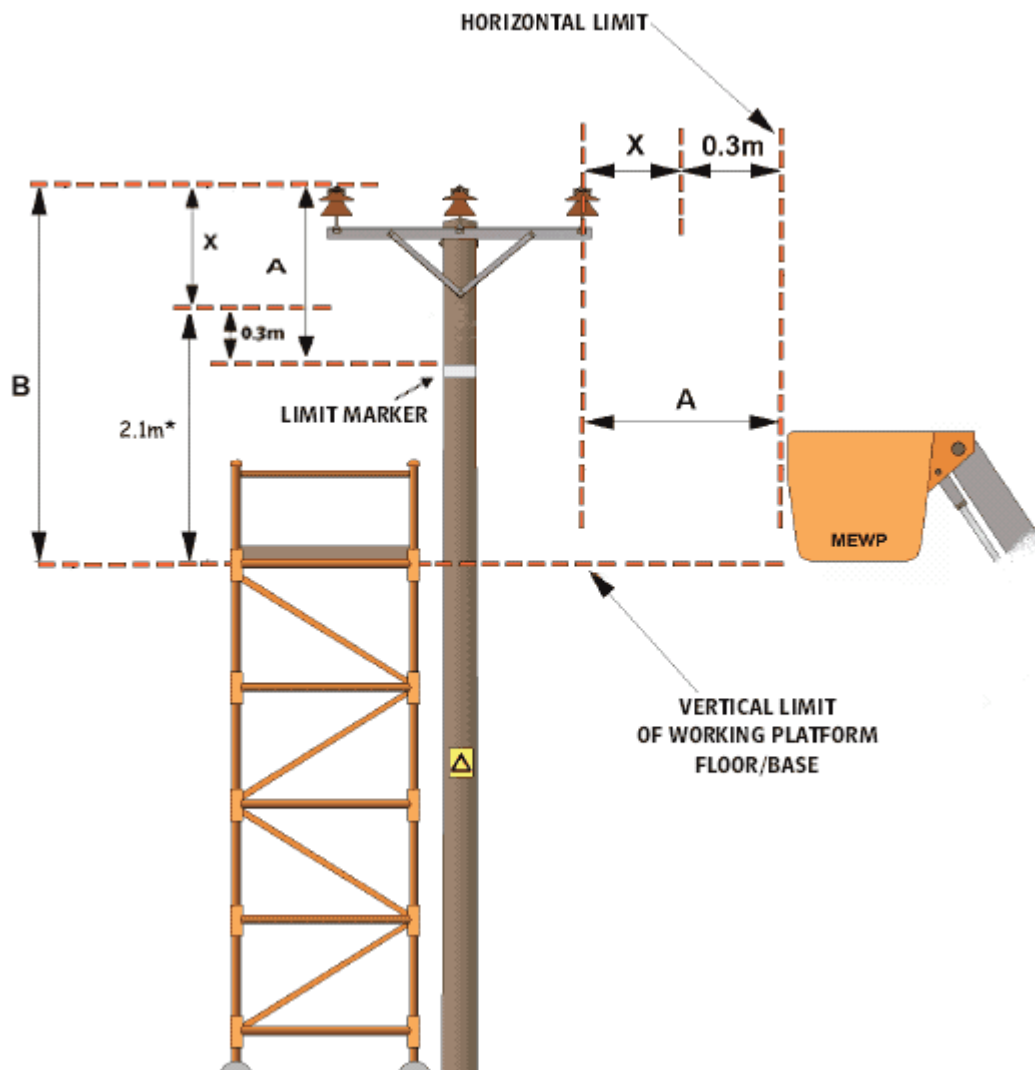 HORIZONTAL LIMIT
X
0.3m
X
A
0.3m
B
LIMIT MARKER
2.1m*
A
MEWP
VERTICAL LIMIT
OF WORKING PLATFORM
FLOOR/BASE